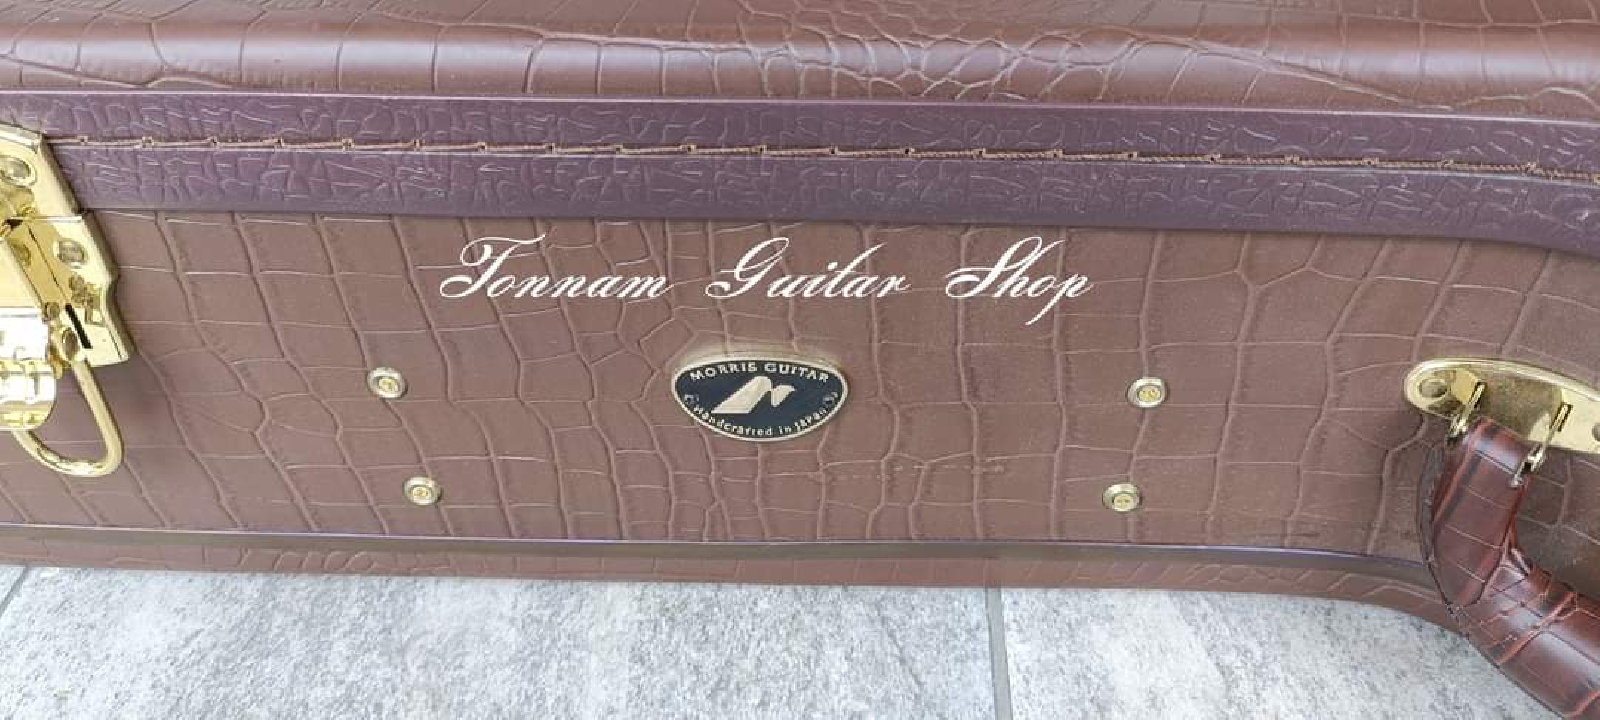 Tonnam Guitar Shop
MORRIS GUITAR
Handcrafted in JAPAN